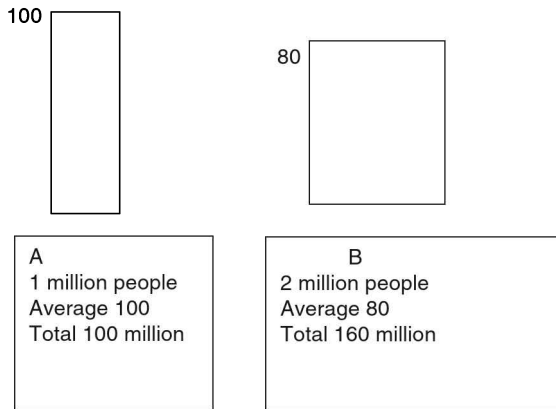 100
80
A
1 million people
Average 100
Total 100 million
B
2 million people
Average 80
Total 160 million